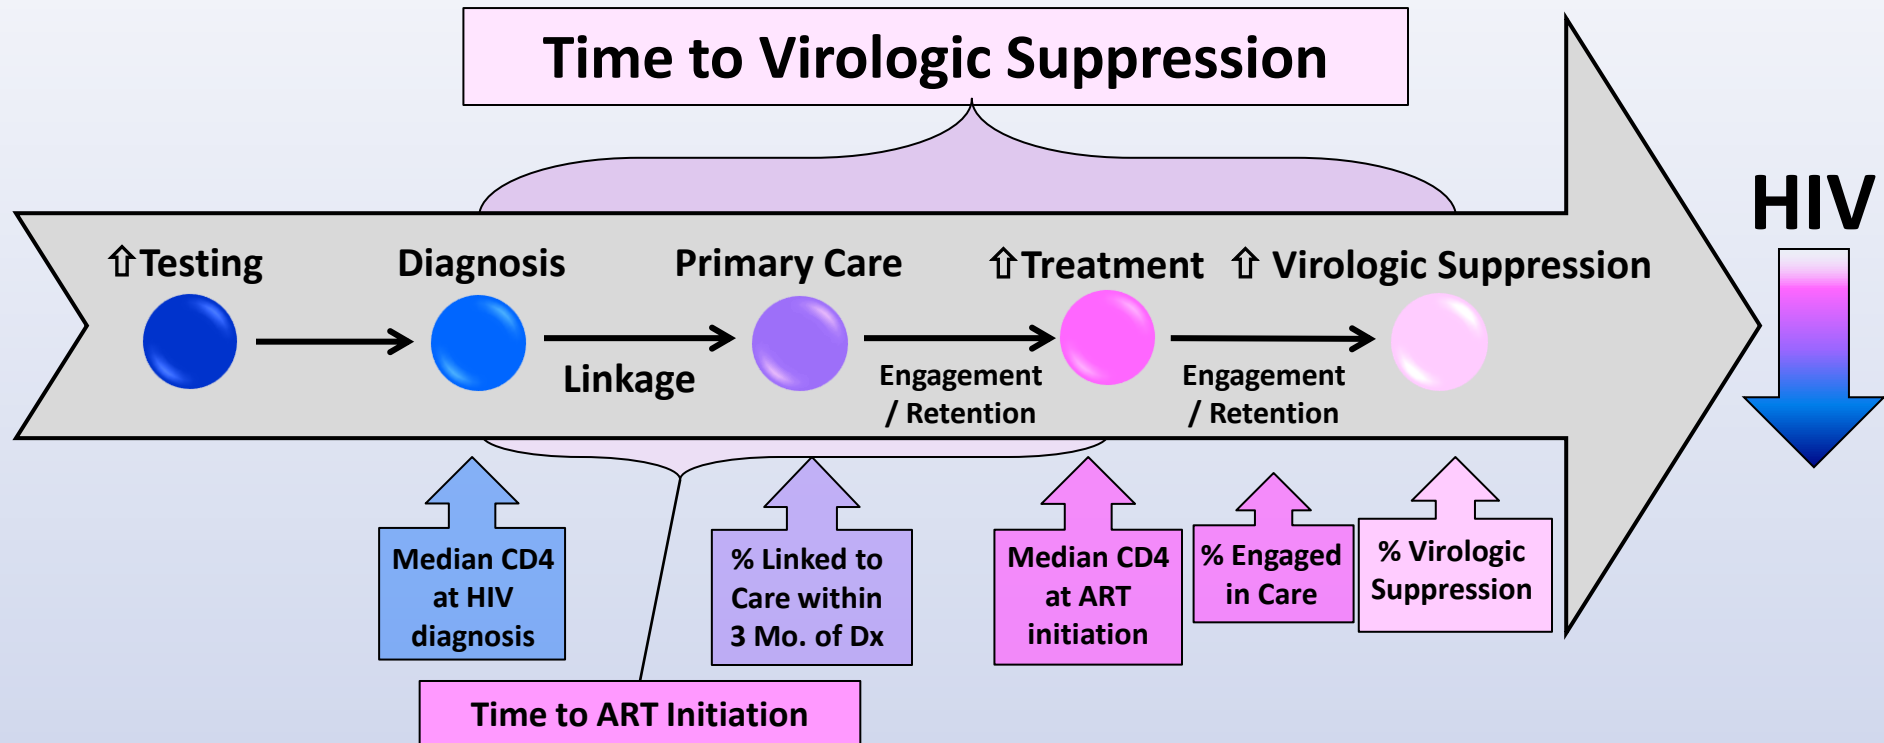 Time to Virologic Suppression
HIV
⇧Testing
Diagnosis
Primary Care
⇧Treatment
⇧ Virologic Suppression
Linkage
Engagement
/ Retention
Engagement
/ Retention
Median CD4
at HIV
diagnosis
% Linked to
Care within
3 Mo. of Dx
Median CD4
at ART
initiation
% Engaged
in Care
% Virologic
Suppression
Time to ART Initiation